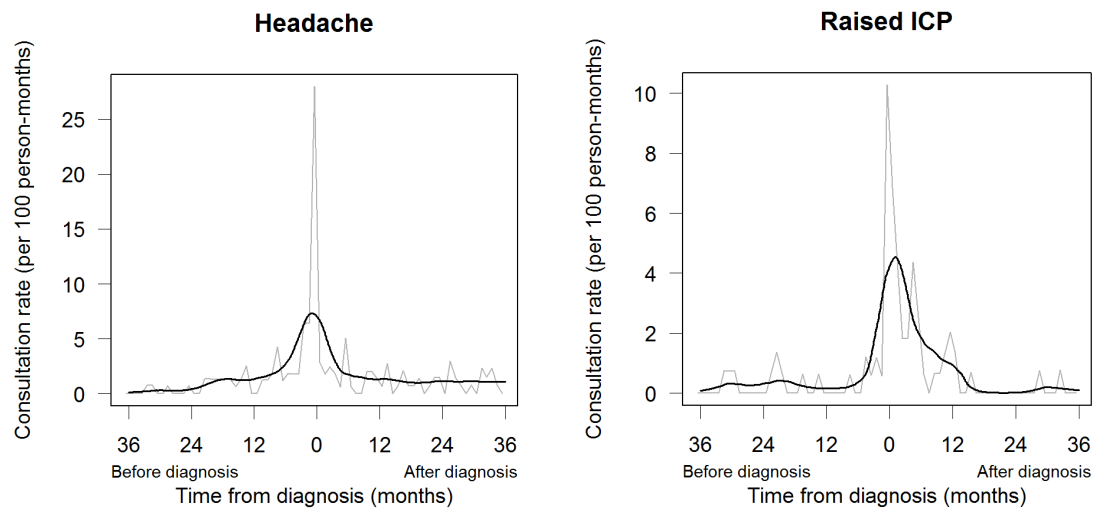 Headache
Consultation rate (per 100 person-months)
25
20
15
10
5
0
36 24 12 0 12 24 36
Before diagnosis After diagnosis
Time from diagnosis (months)
Raised ICP
Consultation rate (per 100 person-months)
10
8
6
4
2
0
36 24 12 0 12 24 36
Before diagnosis After diagnosis
Time from diagnosis (months)